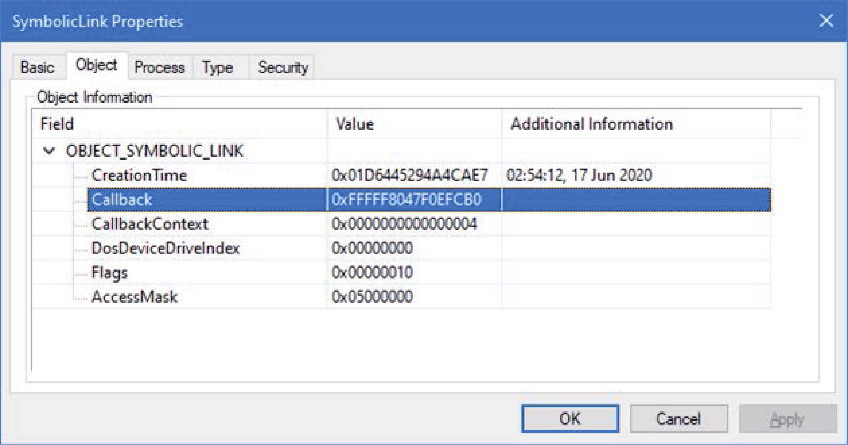 SymbolicLink Properties
Basic Object Process Type Security
Object Information
Field Value Additional Information
OBJECT_SYMBOLIC_LINK
CreationTime 0x01D6445294A4CAE7 02:54:12, 17 Jun 2020
Callback 0xFFFFF8047F0EFCB0
CallbackContext 0x0000000000000004
DosDeviceDriveIndex 0x00000000
Flags 0x00000010
AccessMask 0x05000000
OK Cancel Apply